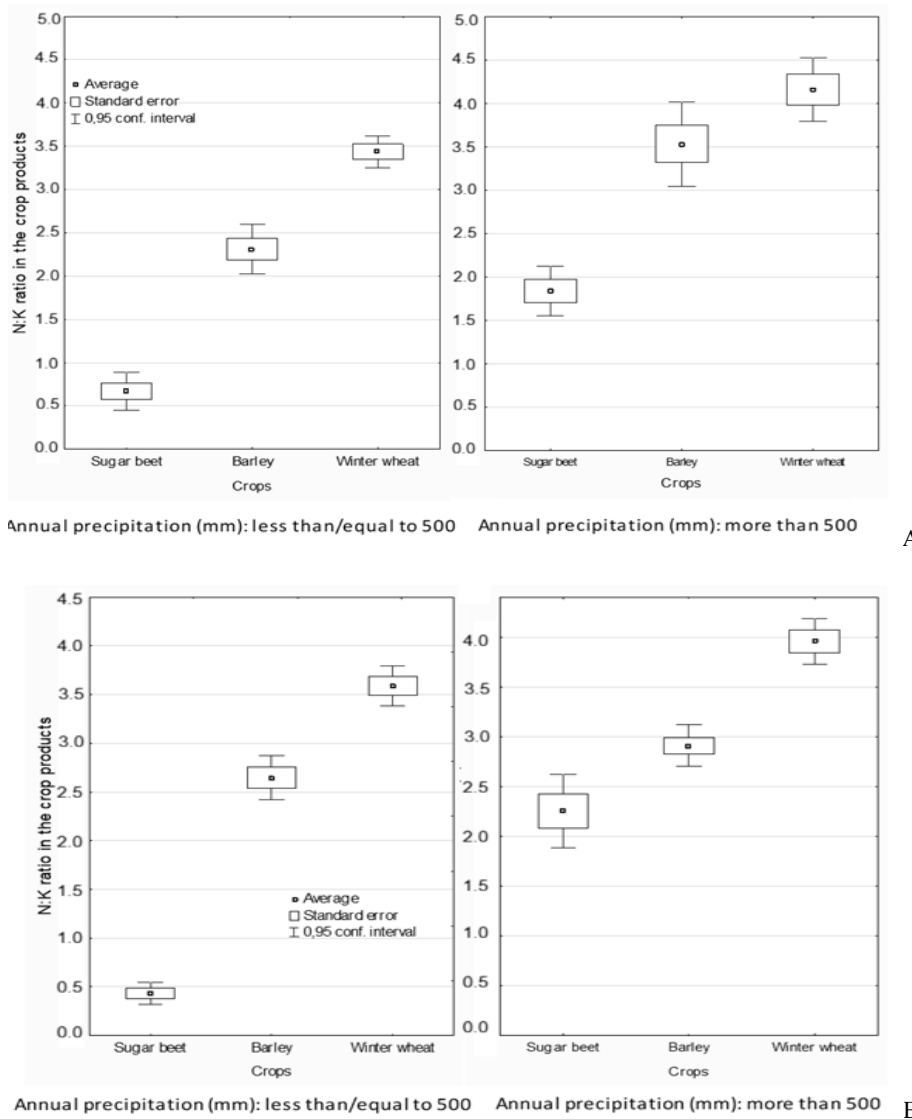 5.0
4.5
4.0
3.5
3.0
2.5
2.0
1.5
1.0
0.5
0.0
N:K ratio in the crop products
Average
Standard error
0,95 conf. interval
Sugar beet Barley Winter wheat
Crops
Annual precipitation (mm): less than/equal to 500
5.0
4.5
4.0
3.5
3.0
2.5
2.0
1.5
1.0
0.5
0.0
Sugar beet Barley Winter wheat
Crops
Annual precipitation (mm): more than 500
A
4.5
4.0
3.5
3.0
2.5
2.0
1.5
1.0
0.5
0.0
N:K ratio in the crop products
Average
Standard error
0,95 conf. interval
Sugar beet Barley Winter wheat
Crops
Annual precipitation (mm): less than/equal to 500
4.0
3.0
2.5
2.0
1.5
1.0
0.5
0.0
Sugar beet Barley Winter wheat
Crops
Annual precipitation (mm): more than 500